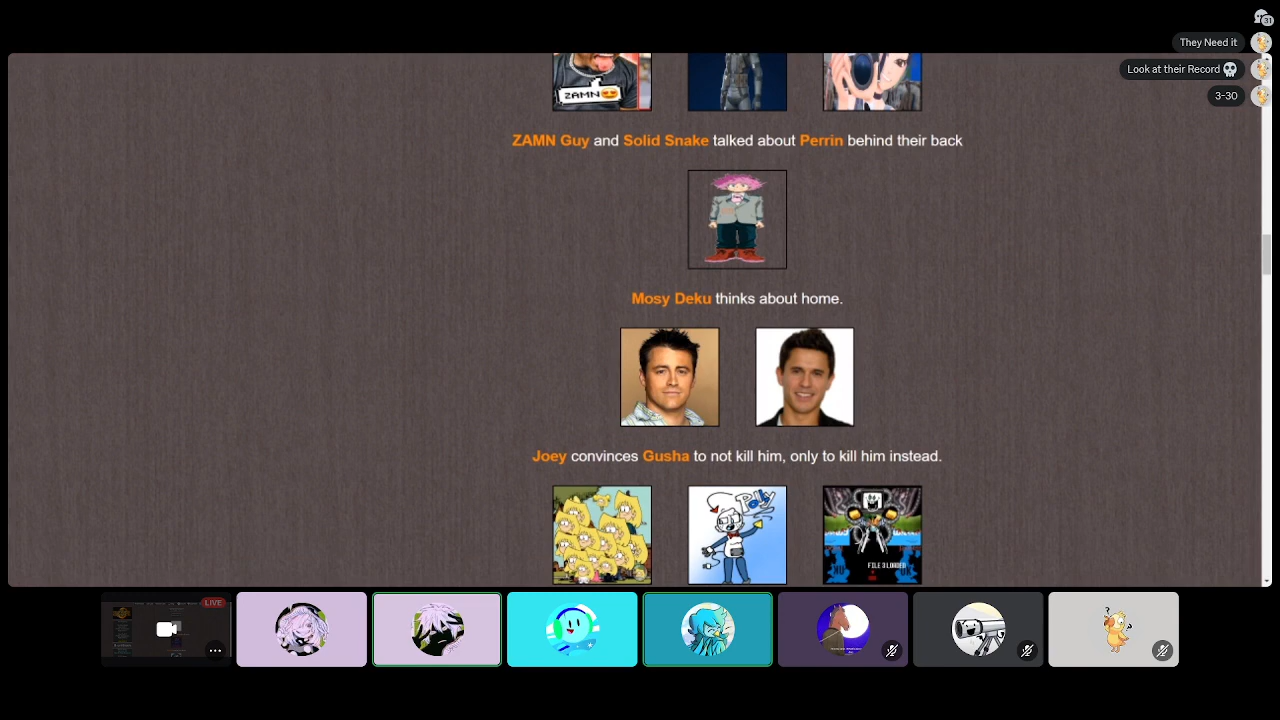 31
They Need it
Look at their Record 💀
3-30
ZAMN😍
ZAMN Guy and Solid Snake talked about Perrin behind their back
Mosy Deku thinks about home.
Joey convinces Gusha to not kill him, only to kill him instead.
Polly
FILE 3 LOADED
LIVE